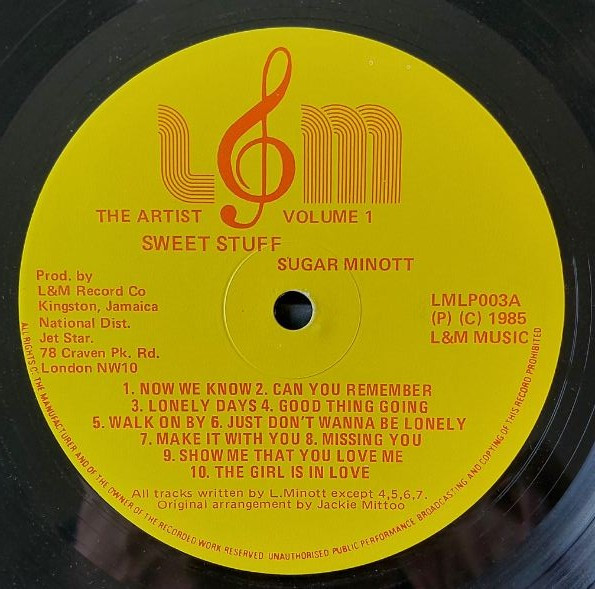 L&M
THE ARTIST VOLUME 1
SWEET STUFF
SUGAR MINOTT
Prod. by
L&M Record Co
Kingston, Jamaica
National Dist.
Jet Star.
78 Craven Pk. Rd.
London NW10
LMLP003A
(P) (C) 1985
L&M MUSIC
1. NOW WE KNOW 2. CAN YOU REMEMBER
3. LONELY DAYS 4. GOOD THING GOING
5. WALK ON BY 6. JUST DON'T WANNA BE LONELY
7. MAKE IT WITH YOU 8. MISSING YOU
9. SHOW ME THAT YOU LOVE ME
10. THE GIRL IS IN LOVE
All tracks written by L.Minott except 4,5,6,7.
Original arrangement by Jackie Mittoo
ALL RIGHTS O. THE MANUFACTURER AND OF THE OWNER OF THE RECORDED WORK RESERVED. UNAUTHORISED PUBLIC PERFORMANCE BROADCASTING AND COPYING OF THIS RECORD PROHIBITED